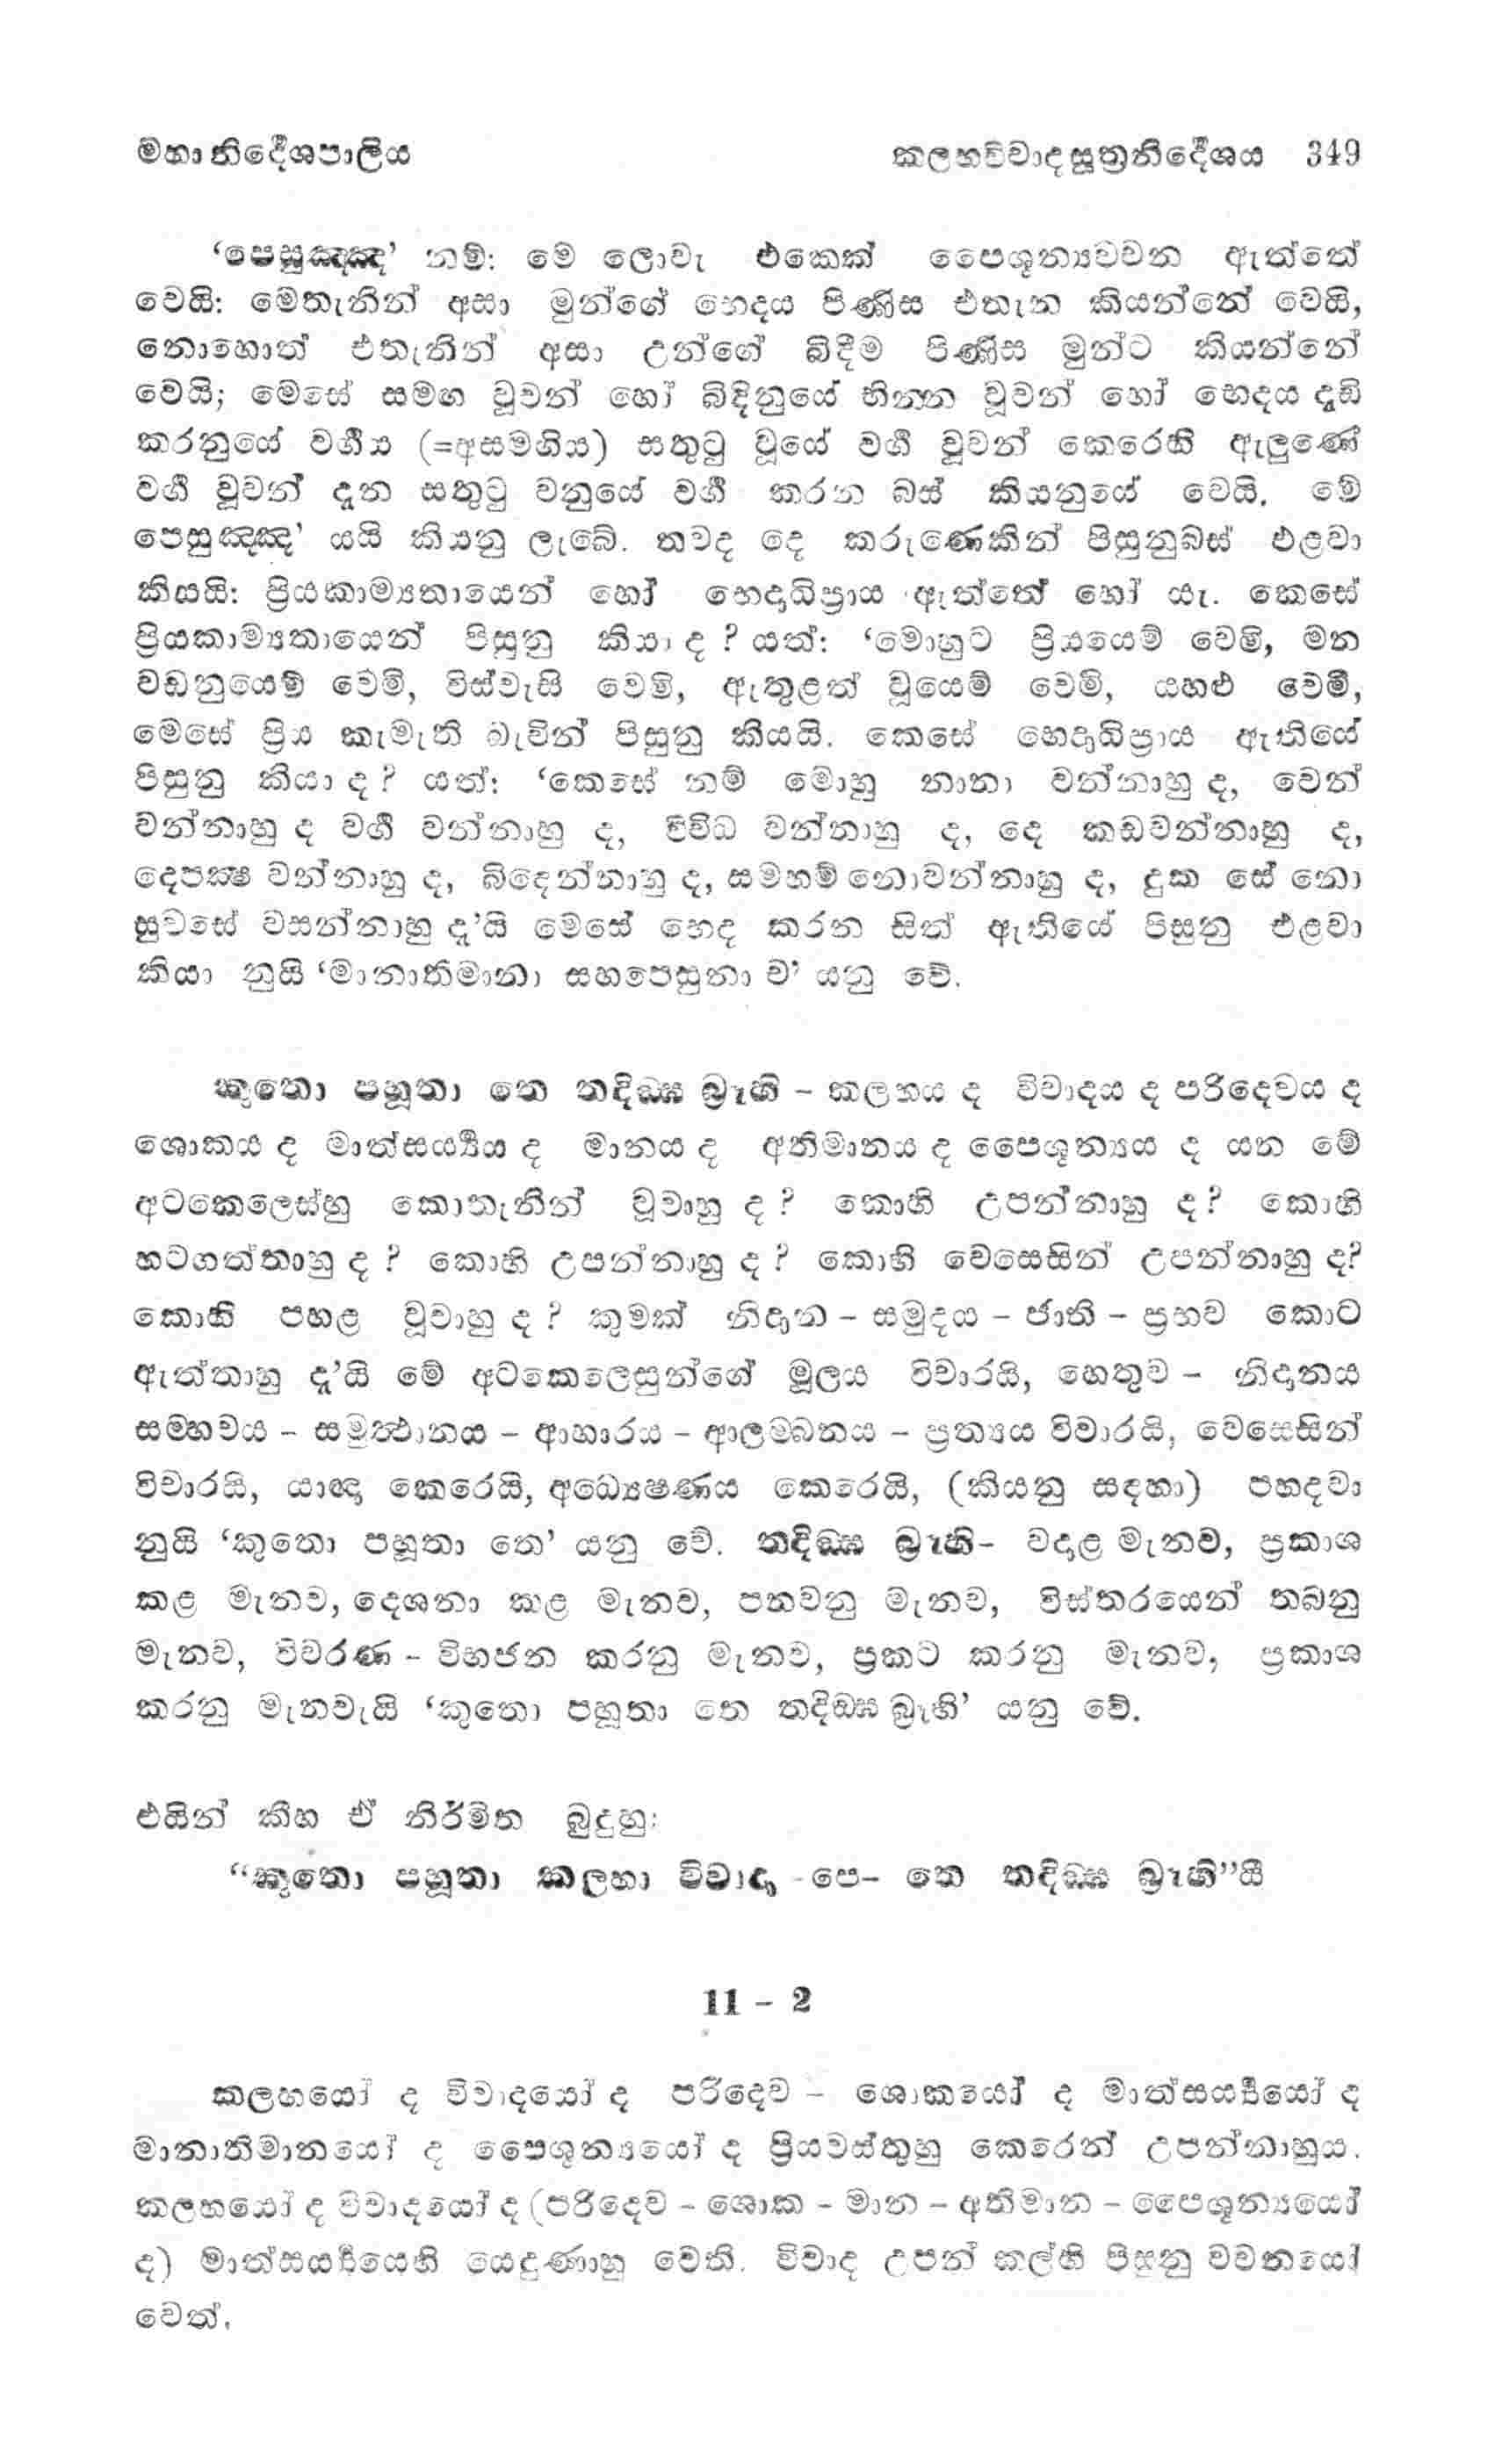 මහානිර්දේශපාලිය කලහවිවාදසූත්‍රනිර්දේශය 349
‘පෙසුඤ්ඤං’ නම්: මේ ලොවැ එකෙක් පෛශුන්‍යවචන ඇත්තේ
වෙයි: මෙතැනින් අසා මුන්ගේ භෙදය පිණිස එතැන කියන්නේ වෙයි,
නොහොත් එතැනින් අසා උන්ගේ බිදීම පිණිස මුන්ට කියන්නේ
වෙයි; මෙසේ සමඟ වූවන් හෝ බිඳිනුයේ භින්න වූවන් හෝ භෙදය දැඩි
කරනුයේ වර්ග්‍ය (=අසමගිය) සතුටු වූයේ වර්ග වූවන් කෙරෙහි ඇලුණේ
වර්ග වූවන් දැන සතුටු වනුයේ වර්ග කරන බස් කියනුයේ වෙයි. මේ
පෙසුඤ්ඤ’ යයි කියනු ලැබේ. තවද දෙ කරුණෙකින් පිසුනුබස් එළවා
කියයි: ප්‍රියකාම්‍යතායෙන් හෝ භෙදාධිප්‍රාය ඇත්තේ හෝ යැ. කෙසේ
ප්‍රියකාම්‍යතායෙන් පිසුනු කියා ද ? යත්: ‘මොහුට ප්‍රියයෙම් වෙමි, මන
වඩනුයෙම් වෙමි, විස්වැසි වෙමි, ඇතුළත් වූයෙම් වෙමි, යහළු වෙමී,
මෙසේ ප්‍රිය කැමැති බැවින් පිසුනු කියයි. කෙසේ භෙදාධිප්‍රාය ඇතියේ
පිසුනු කියා ද ? යත්: ‘කෙසේ නම් මොහු නානා වන්නාහු ද, වෙන්
වන්නාහු ද වර්ග වන්නාහු ද, ද්විධ වන්නාහු ද, දෙ කඩවන්නාහු ද,
දෙපක්ෂ වන්නාහු ද, බිදෙන්නාහු ද, සමහම් නොවන්නාහු ද, දුක සේ නො
සුවසේ වසන්නාහු දැ’යි මෙසේ භෙද කරන සිත් ඇතියේ පිසුනු එළවා
කියා නුයි ‘මානාතිමානා සහපෙසුනා ච’ යනු වේ.
කුතො පහූතා තෙ තදිඞ්ඝ බ්‍රූහි – කලහය ද විවාදය ද පරිදෙවය ද
ශොකය ද මාත්සර්‍ය්‍යය ද මානය ද අතිමානය ද පෛශුන්‍යය ද යන මේ
අටකෙලෙස්හු කොතැනින් වූවාහු ද ? කොහි උපන්නාහු ද ? කොහි
හටගත්තාහු ද ? කොහි උපන්නාහු ද ? කොහි වෙසෙසින් උපන්නාහු ද?
කොහි පහළ වූවාහු ද ? කුමක් නිදාන – සමුදය – ජාති – ප්‍රභව කොට
ඇත්තාහු දැ’යි මේ අටකෙලෙසුන්ගේ මූලය විචාරයි, හෙතුව – නිදානය
සම්භවය – සමුත්ථානය – ආහාරය – ආලම්බනය – ප්‍රත්‍යය විචාරයි, වෙසෙසින්
විචාරයි, යාඥා කෙරෙයි, අධ්‍යෙෂණය කෙරෙයි, (කියනු සඳහා) පහදවා
නුයි ‘කුතො පහූතා තෙ’ යනු වේ. තදිඞ්ඝ බ්‍රූහි– වදාළ මැනව, ප්‍රකාශ
කළ මැනව, දෙශනා කළ මැනව, පනවනු මැනව, විස්තරයෙන් තබනු
මැනව, විවරණ – විභජන කරනු මැනව, ප්‍රකට කරනු මැනව, ප්‍රකාශ
කරනු මැනවැයි ‘කුතො පහූතා තෙ තදිඞ්ඝ බ්‍රූහි’ යනු වේ.
එයින් කීහ ඒ නිර්මිත බුදුහු:
“කුතො පහූතා කලහා විවාදා -පෙ– තෙ තදිඞ්ඝ බ්‍රූහි”යී
11 – 2
කලහයෝ ද විවාදයෝ ද පරිදෙව – ශොකයෝ ද මාත්සර්‍ය්‍යයෝ ද
මානාතිමානයෝ ද පෛශුන්‍යයෝ ද ප්‍රියවස්තුහු කෙරෙන් උපන්නාහුය.
කලහයෝ ද විවාදයෝ ද (පරිදෙව – ශොක – මාන – අතිමාන – පෛශුන්‍යයෝ
ද) මාත්සර්‍ය්‍යයෙහි යෙදුණාහු වෙති. විවාද උපන් කල්හි පිසුනු වචනයෝ
වෙත්.